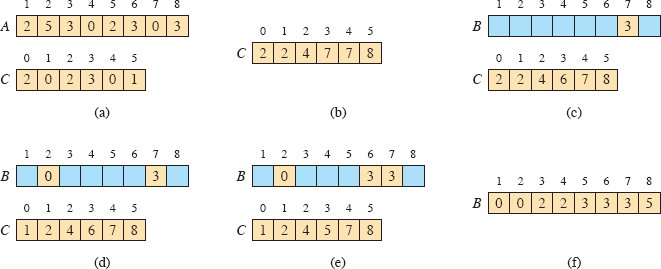 1 2 3 4 5 6 7 8
A 2 5 3 0 2 3 0 3
0 1 2 3 4 5
C 2 0 2 3 0 1
(a)
0 1 2 3 4 5
C 2 2 4 7 7 8
(b)
1 2 3 4 5 6 7 8
B 3
0 1 2 3 4 5
C 2 2 4 6 7 8
(c)
1 2 3 4 5 6 7 8
B 0 3
0 1 2 3 4 5
C 1 2 4 6 7 8
(d)
1 2 3 4 5 6 7 8
B 0 3 3
0 1 2 3 4 5
C 1 2 4 5 7 8
(e)
1 2 3 4 5 6 7 8
B 0 0 2 2 3 3 3 5
(f)